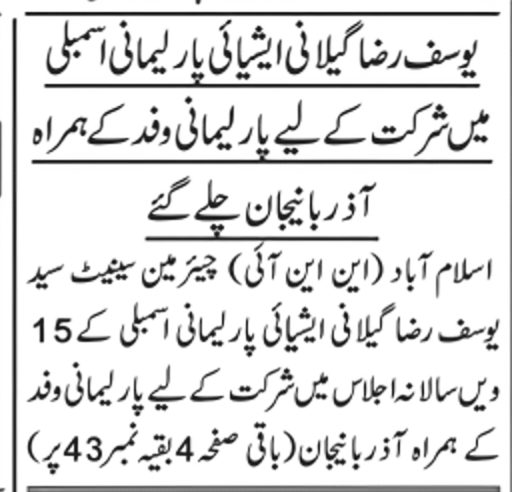 یوسف رضا گیلانی ایشیائی پارلیمانی اسمبلی
میں شرکت کے لیے پارلیمانی وفد کے ہمراہ
آذربائیجان چلے گئے
اسلام آباد (این این آئی) چیئرمین سینیٹ سید
یوسف رضا گیلانی ایشیائی پارلیمانی اسمبلی کے 15
ویں سالانہ اجلاس میں شرکت کے لیے پارلیمانی وفد
کے ہمراہ آذربائیجان (باقی صفحہ 4 بقیہ نمبر 43 پر)